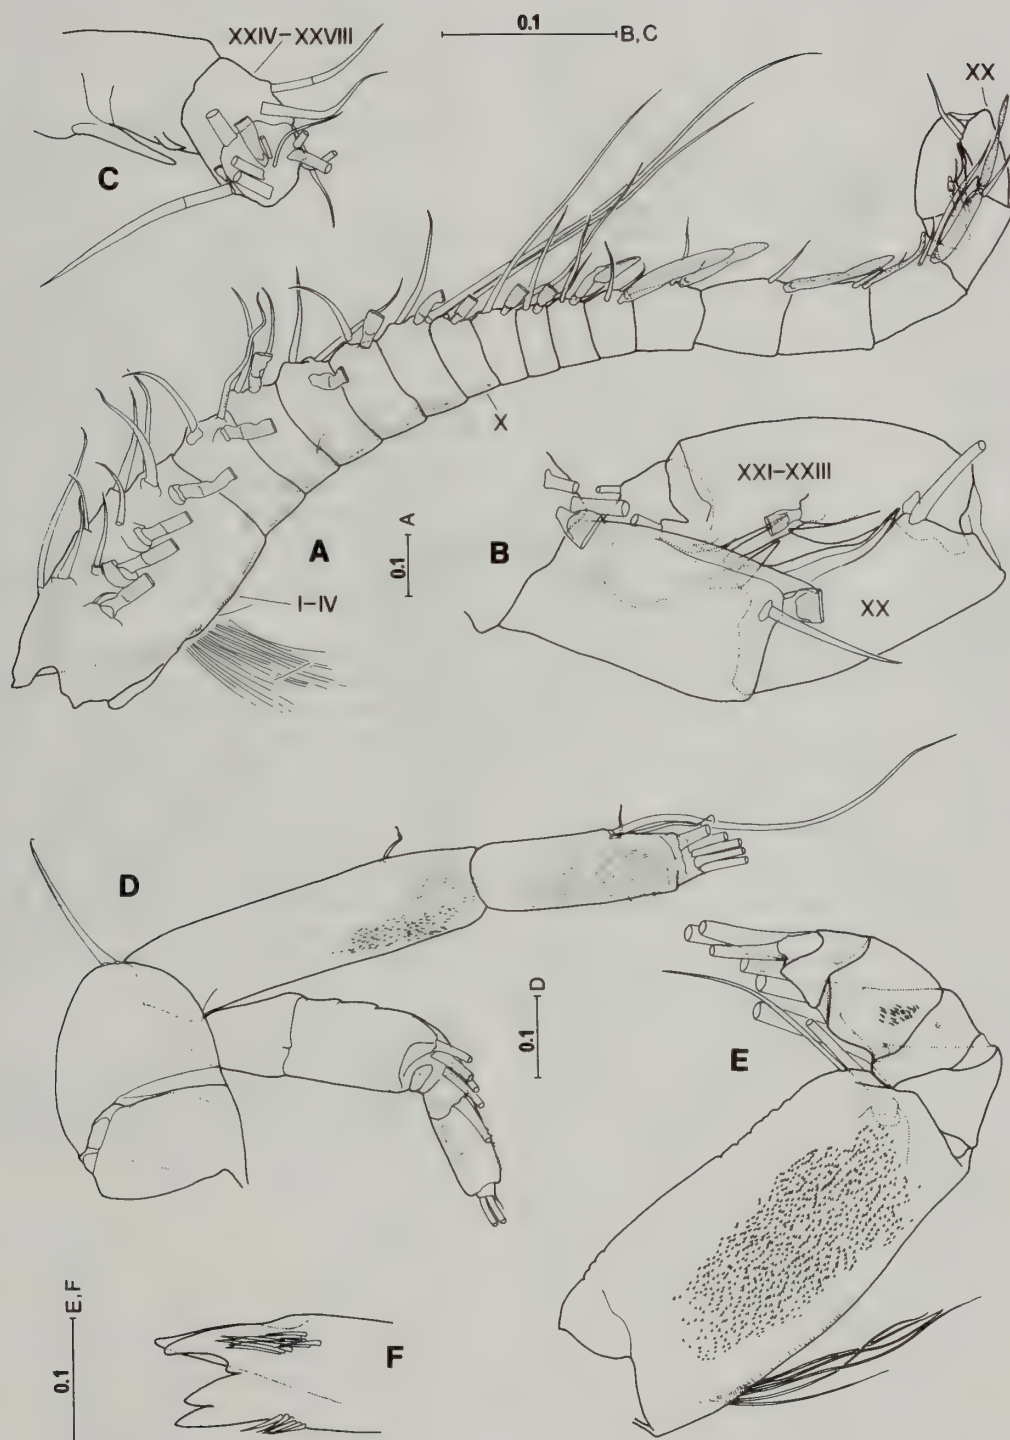 XXIV–XXVIII
0.1
B, C
XX
C
X
A
0.1
A
I–IV
B
XXI–XXIII
XX
D
0.1
D
E
0.1
E, F
F